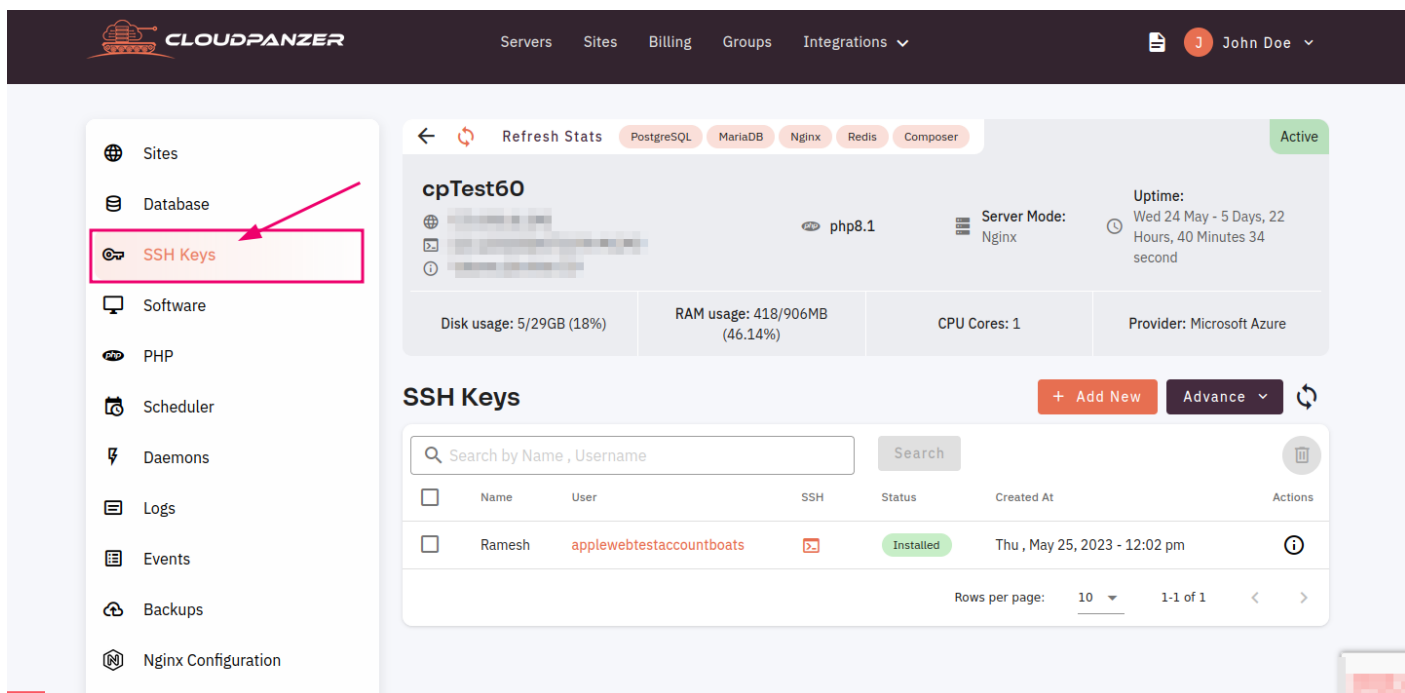 CLOUDPANZER
Servers Sites Billing Groups Integrations
J John Doe
Sites
Database
SSH Keys
Software
php PHP
Scheduler
Daemons
Logs
Events
Backups
N Nginx Configuration
Refresh Stats PostgreSQL MariaDB Nginx Redis Composer Active
cpTest60
php php8.1
Server Mode:
Nginx
Uptime:
Wed 24 May - 5 Days, 22
Hours, 40 Minutes 34
second
Disk usage: 5/29GB (18%)
RAM usage: 418/906MB
(46.14%)
CPU Cores: 1
Provider: Microsoft Azure
SSH Keys
+ Add New Advance
Search by Name , Username Search
Name User SSH Status Created At Actions
Ramesh applewebtestaccountboats Installed Thu , May 25, 2023 - 12:02 pm
Rows per page: 10 1-1 of 1